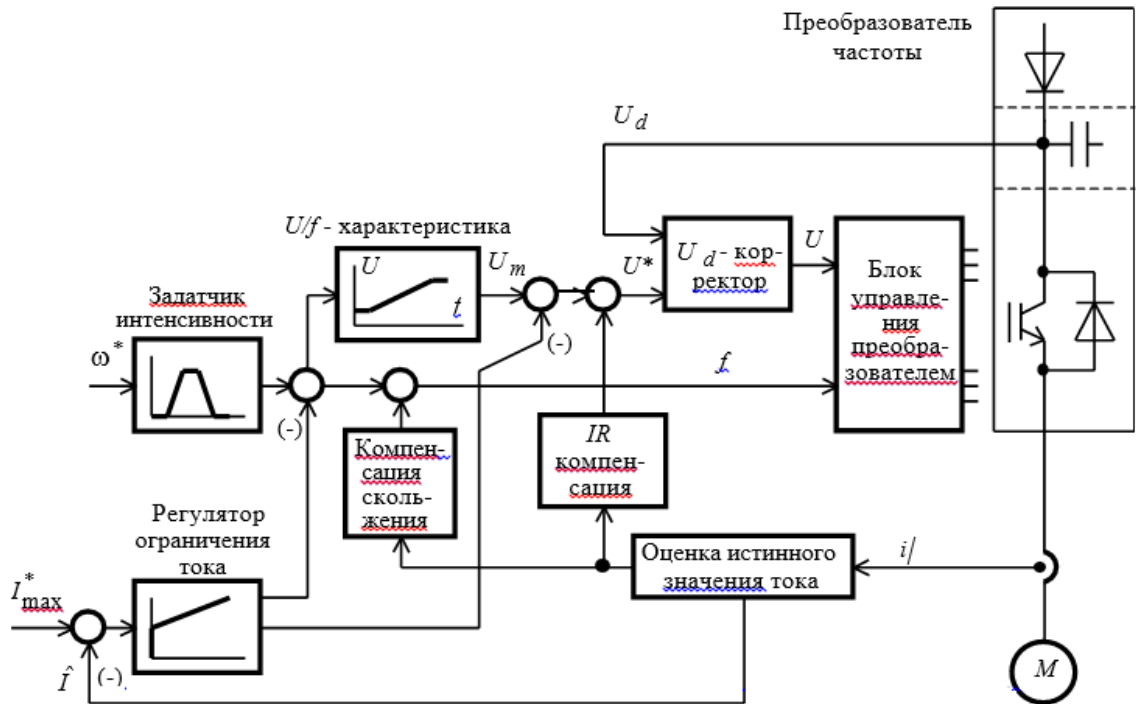 Преобразователь
частоты
U d
U/f - характеристика
U
t
U m
U*
U d - кор-
ректор
U
Блок
управле-
ния
преобра-
зователем
Задатчик
интенсивности
ω*
(-)
(-)
f
Компен-
сация
сколь-
жения
IR
компен-
сация
Регулятор
ограничения
тока
Оценка истинного
значения тока
i/
I*max
Î
(-)
М